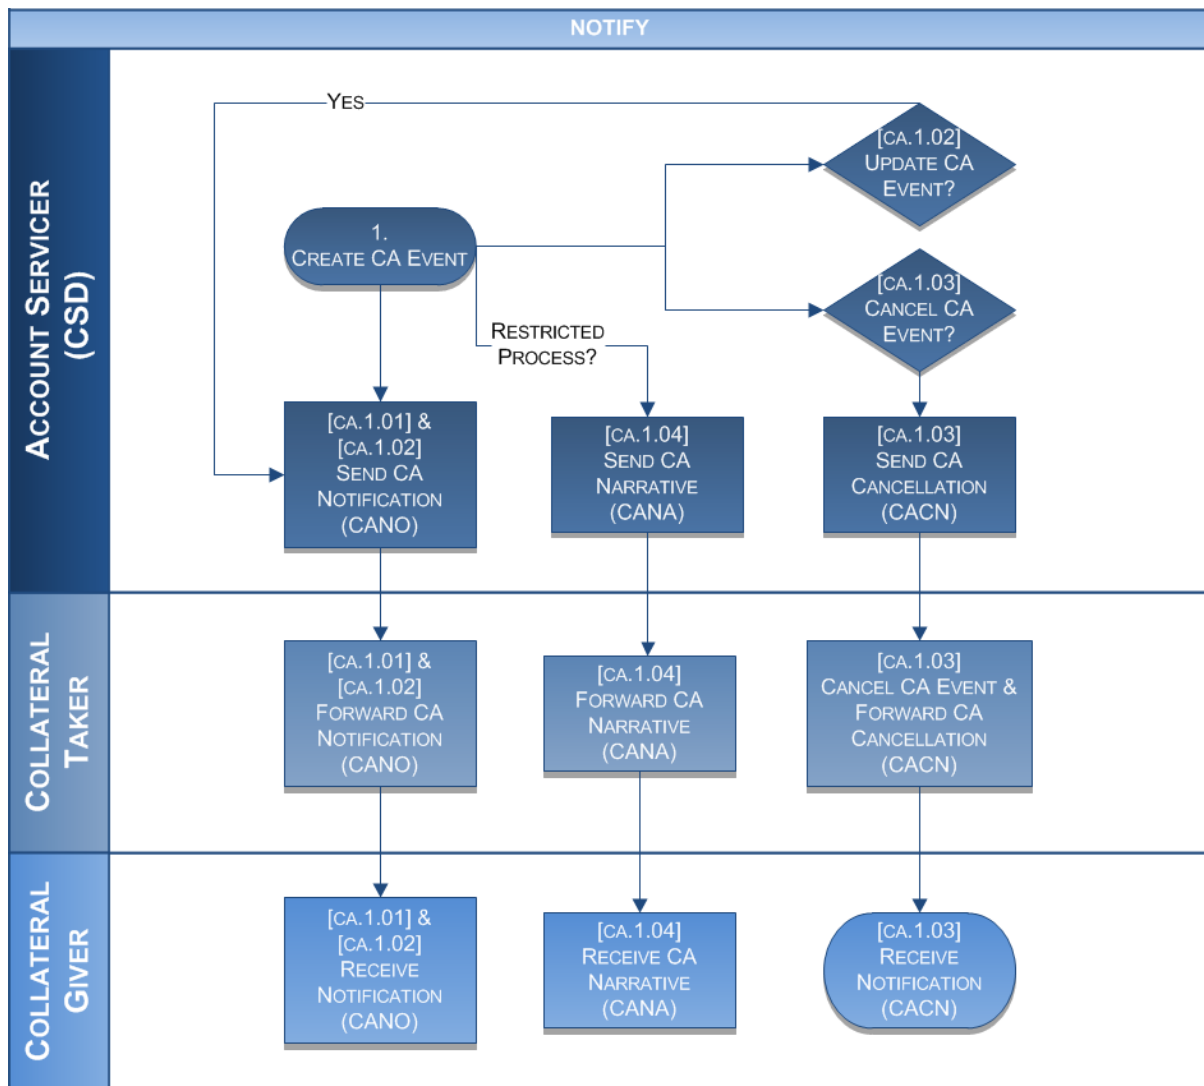 NOTIFY
ACCOUNT SERVICER
(CSD)
YES
[CA.1.02]
UPDATE CA
EVENT?
1.
CREATE CA EVENT
[CA.1.03]
CANCEL CA
EVENT?
RESTRICTED
PROCESS?
[CA.1.01] &
[CA.1.02]
SEND CA
NOTIFICATION
(CANO)
[CA.1.04]
SEND CA
NARRATIVE
(CANA)
[CA.1.03]
SEND CA
CANCELLATION
(CACN)
COLLATERAL
TAKER
[CA.1.01] &
[CA.1.02]
FORWARD CA
NOTIFICATION
(CANO)
[CA.1.04]
FORWARD CA
NARRATIVE
(CANA)
[CA.1.03]
CANCEL CA EVENT &
FORWARD CA
CANCELLATION
(CACN)
COLLATERAL
GIVER
[CA.1.01] &
[CA.1.02]
RECEIVE
NOTIFICATION
(CANO)
[CA.1.04]
RECEIVE CA
NARRATIVE
(CANA)
[CA.1.03]
RECEIVE
NOTIFICATION
(CACN)